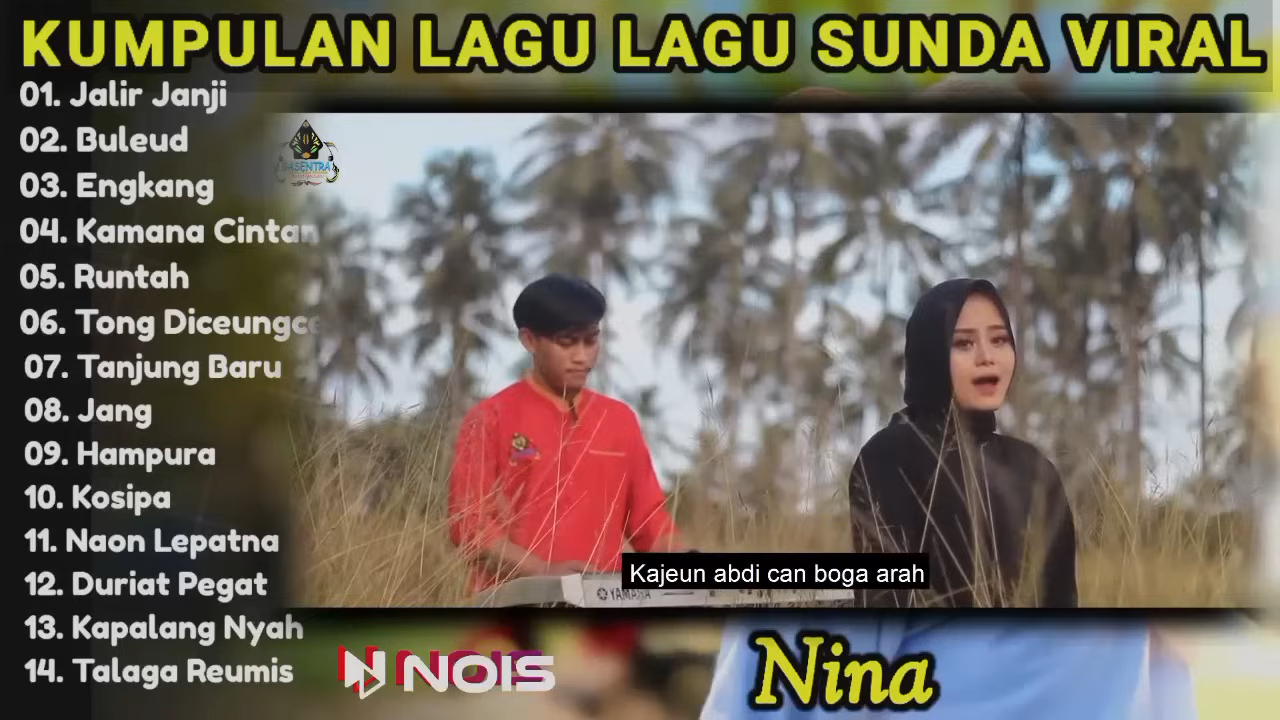 KUMPULAN LAGU LAGU SUNDA VIRAL
01. Jalir Janji
02. Buleud
03. Engkang
04. Kamana Cintan
05. Runtah
06. Tong Diceungce
07. Tanjung Baru
08. Jang
09. Hampura
10. Kosipa
11. Naon Lepatna
12. Duriat Pegat
13. Kapalang Nyah
14. Talaga Reumis
ASENTRA
Kajeun abdi can boga arah
YAMAHA
NOIS
Nina